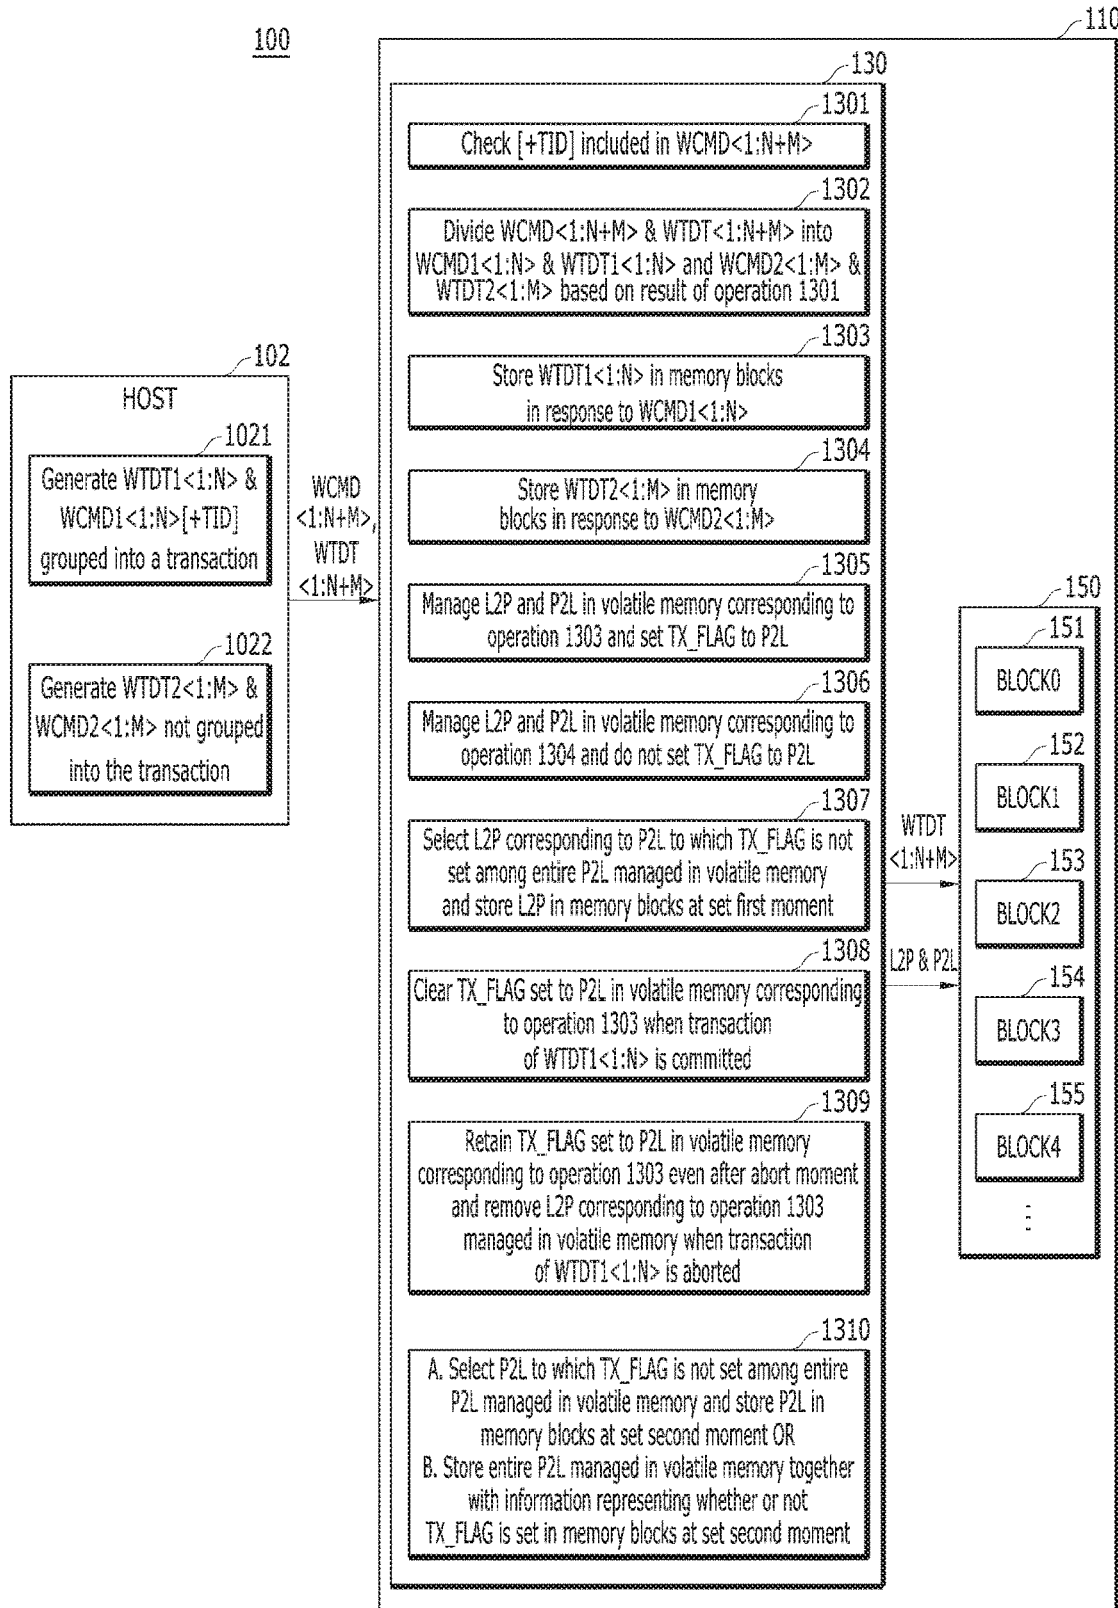 100
110
130
1301
Check [+TID] included in WCMD<1:N+M>
1302
Divide WCMD<1:N+M> & WTDT<1:N+M> into
WCMD1<1:N> & WTDT1<1:N> and WCMD2<1:M> &
WTDT2<1:M> based on result of operation 1301
1303
Store WTDT1<1:N> in memory blocks
in response to WCMD1<1:N>
1304
Store WTDT2<1:M> in memory
blocks in response to WCMD2<1:M>
1305
Manage L2P and P2L in volatile memory corresponding to
operation 1303 and set TX_FLAG to P2L
1306
Manage L2P and P2L in volatile memory corresponding to
operation 1304 and do not set TX_FLAG to P2L
1307
Select L2P corresponding to P2L to which TX_FLAG is not
set among entire P2L managed in volatile memory
and store L2P in memory blocks at set first moment
1308
Clear TX_FLAG set to P2L in volatile memory corresponding
to operation 1303 when transaction
of WTDT1<1:N> is committed
1309
Retain TX_FLAG set to P2L in volatile memory
corresponding to operation 1303 even after abort moment
and remove L2P corresponding to operation 1303
managed in volatile memory when transaction
of WTDT1<1:N> is aborted
1310
A. Select P2L to which TX_FLAG is not set among entire
P2L managed in volatile memory and store P2L in
memory blocks at set second moment OR
B. Store entire P2L managed in volatile memory together
with information representing whether or not
TX_FLAG is set in memory blocks at set second moment
102
HOST
1021
Generate WTDT1<1:N> &
WCMD1<1:N>[+TID]
grouped into a transaction
1022
Generate WTDT2<1:M> &
WCMD2<1:M> not grouped
into the transaction
WCMD
<1:N+M>,
WTDT
<1:N+M>
WTDT
<1:N+M>
L2P & P2L
150
151
BLOCK0
152
BLOCK1
153
BLOCK2
154
BLOCK3
155
BLOCK4